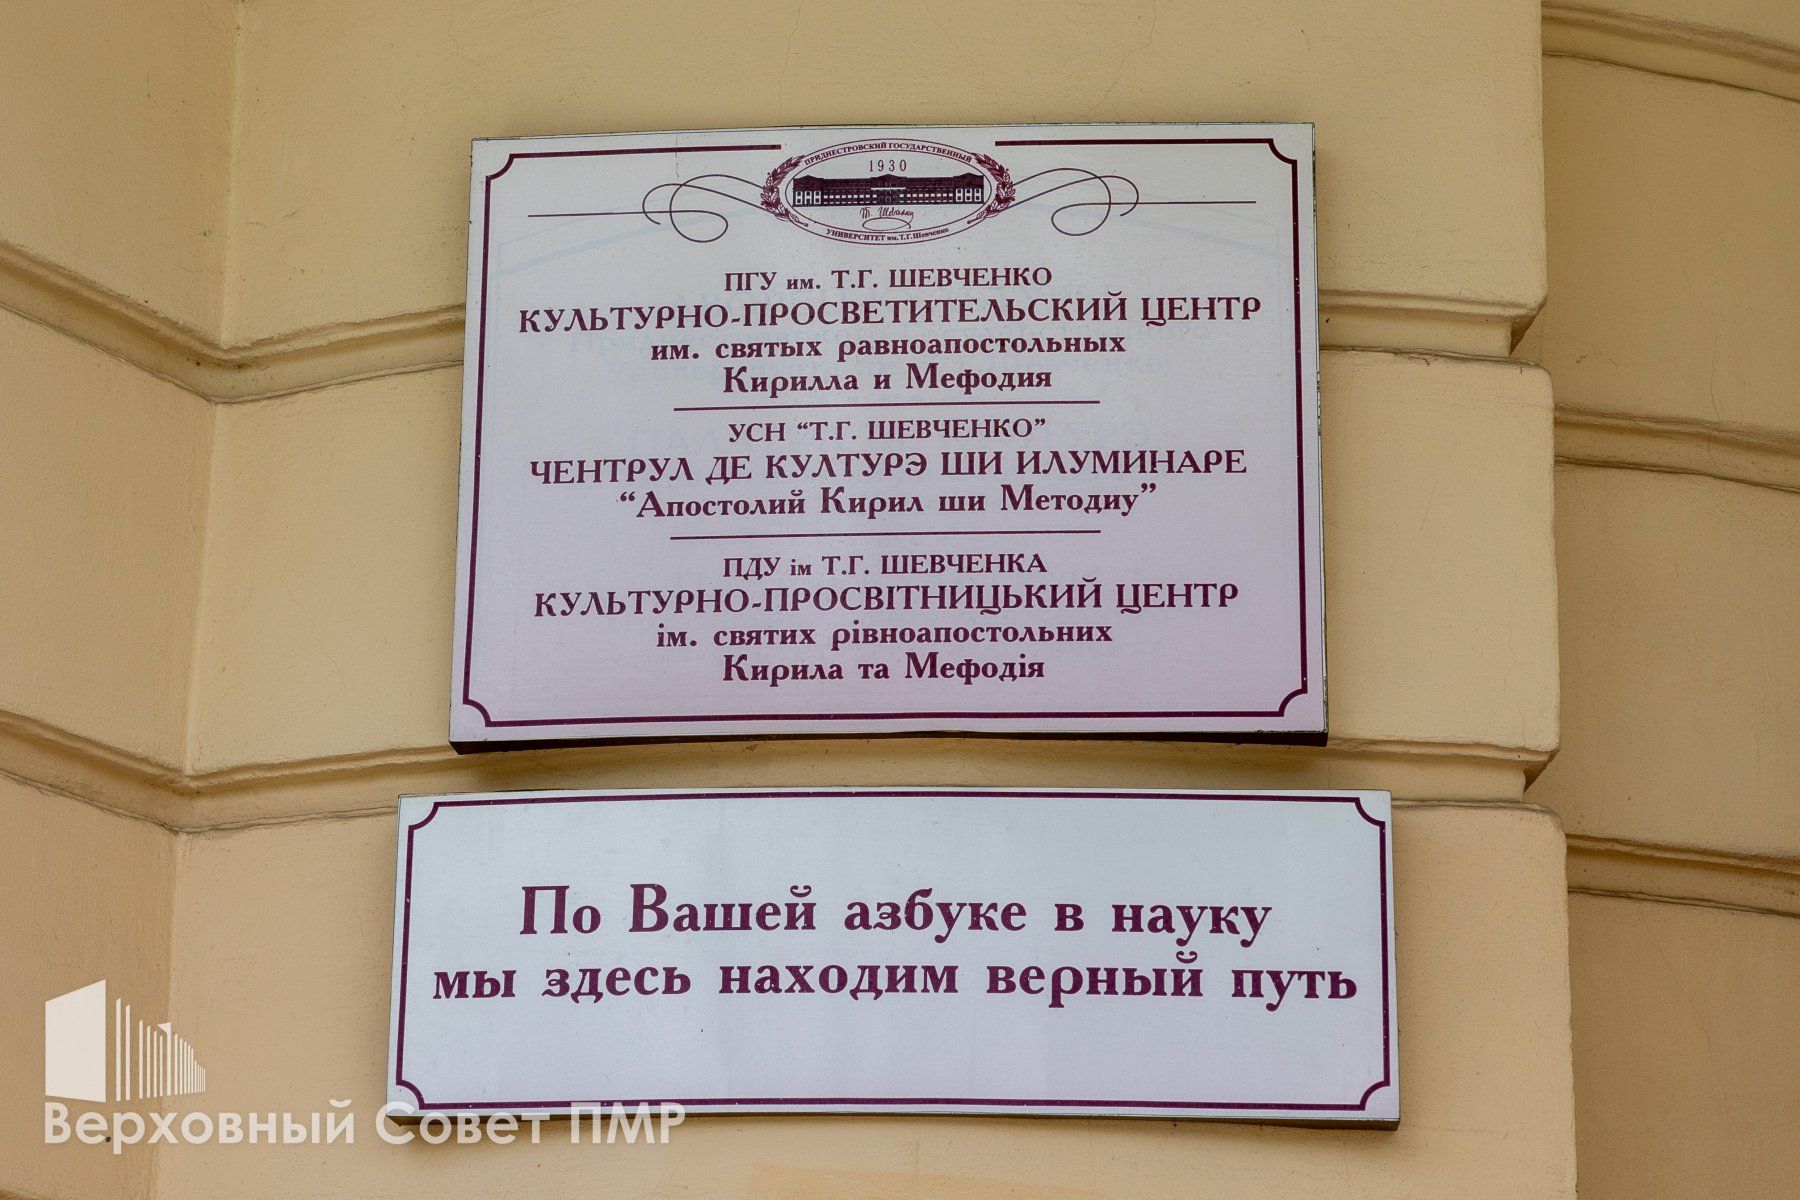 ПРИДНЕСТРОВСКИЙ ГОСУДАРСТВЕННЫЙ
1930
Т. Шевченко
УНИВЕРСИТЕТ им. Т.Г. Шевченко
ПГУ им. Т.Г. ШЕВЧЕНКО
КУЛЬТУРНО-ПРОСВЕТИТЕЛЬСКИЙ ЦЕНТР
им. святых равноапостольных
Кирилла и Мефодия
УСН “Т.Г. ШЕВЧЕНКО”
ЧЕНТРУЛ ДЕ КУЛТУРЭ ШИ ИЛУМИНАРЕ
“Апостолий Кирил ши Методиу”
ПДУ ім Т.Г. ШЕВЧЕНКА
КУЛЬТУРНО-ПРОСВІТНИЦЬКИЙ ЦЕНТР
ім. святих рівноапостольних
Кирила та Мефодія
По Вашей азбуке в науку
мы здесь находим верный путь
Верховный Совет ПМР